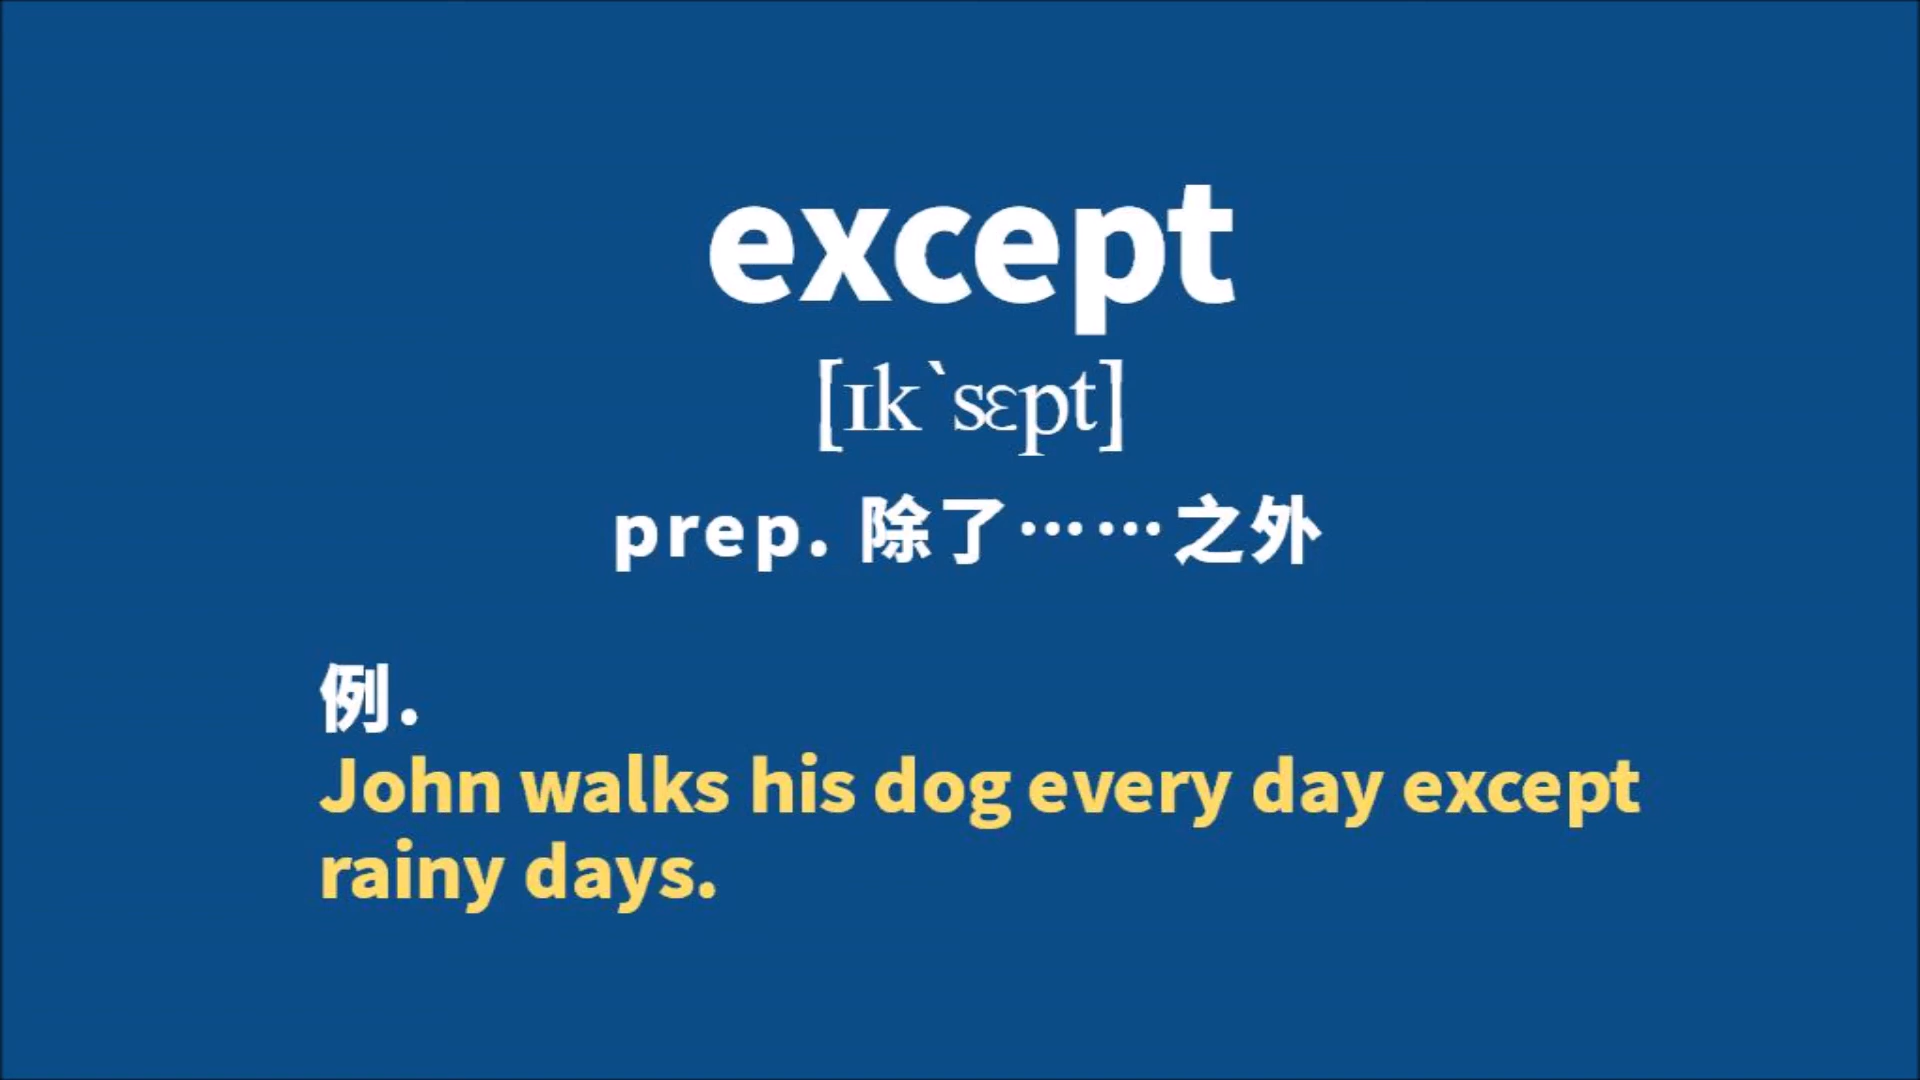 except
[ɪk`sɛpt]
prep. 除了……之外
例.
John walks his dog every day except
rainy days.